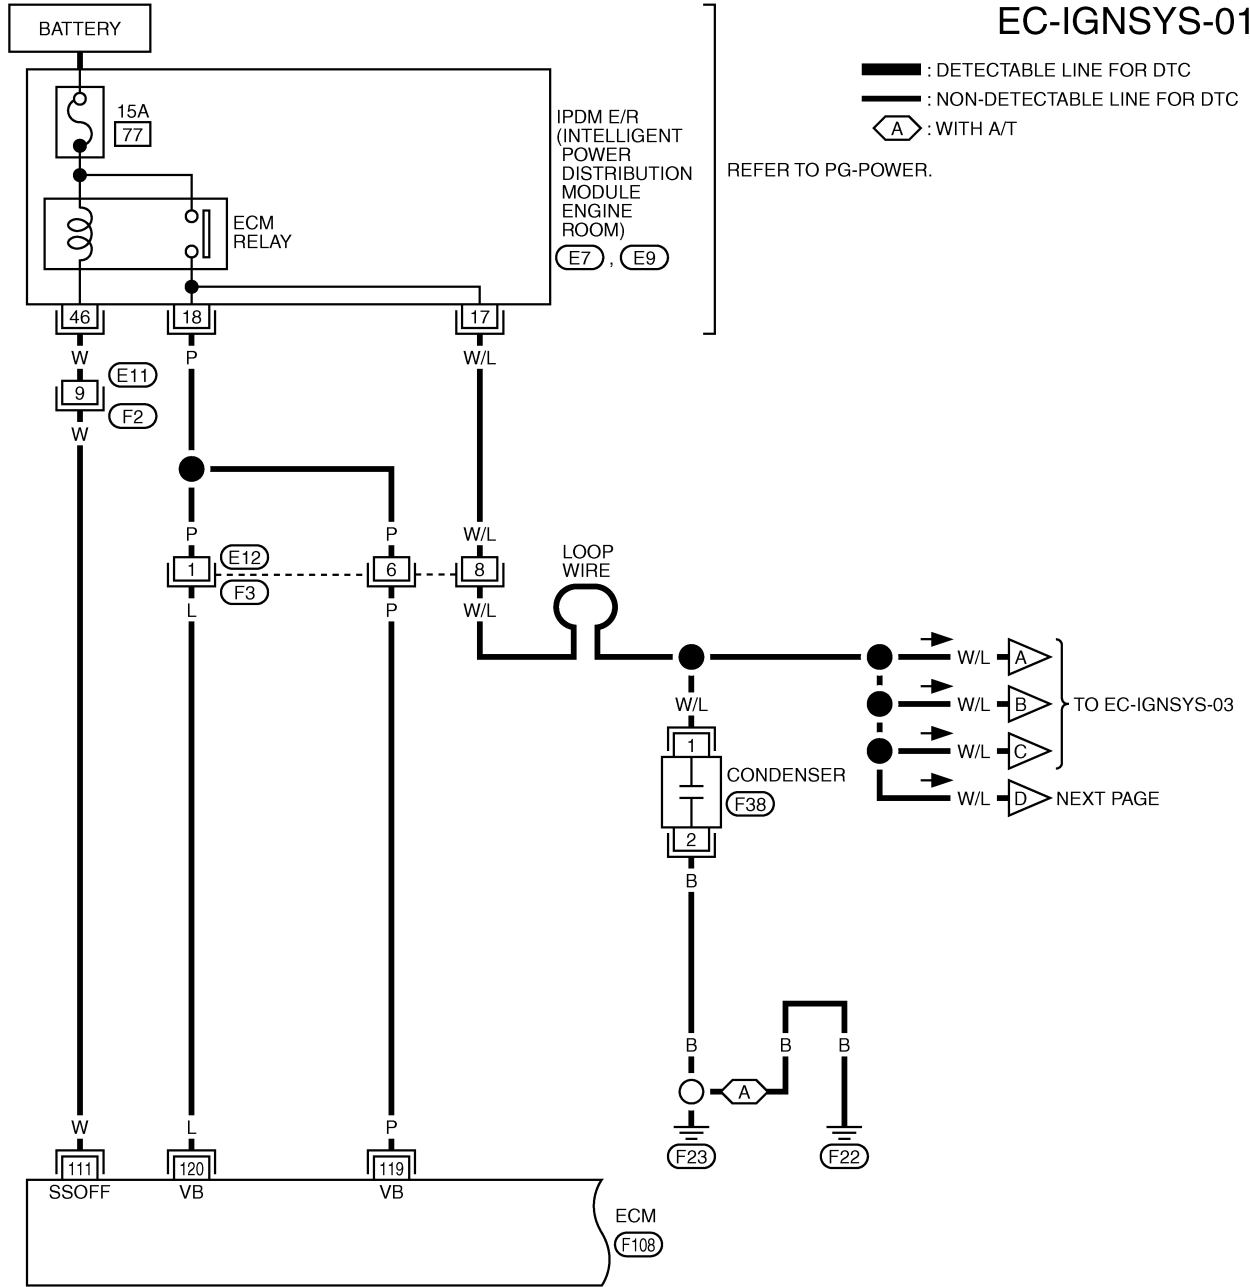 EC-IGNSYS-01
BATTERY
: DETECTABLE LINE FOR DTC
: NON-DETECTABLE LINE FOR DTC
A : WITH A/T
15A
77
IPDM E/R
(INTELLIGENT
POWER
DISTRIBUTION
MODULE
ENGINE
ROOM)
E7 , E9
REFER TO PG-POWER.
ECM
RELAY
46 18 17
W P W/L
9 E11
F2
W
P P W/L
1 E12 6 8
F3
L P W/L
LOOP
WIRE
W/L A
W/L B
W/L C
TO EC-IGNSYS-03
W/L D NEXT PAGE
W/L
1
CONDENSER
F38
2
B
B B B
A
F23 F22
W L P
111 120 119
SSOFF VB VB
ECM
F108